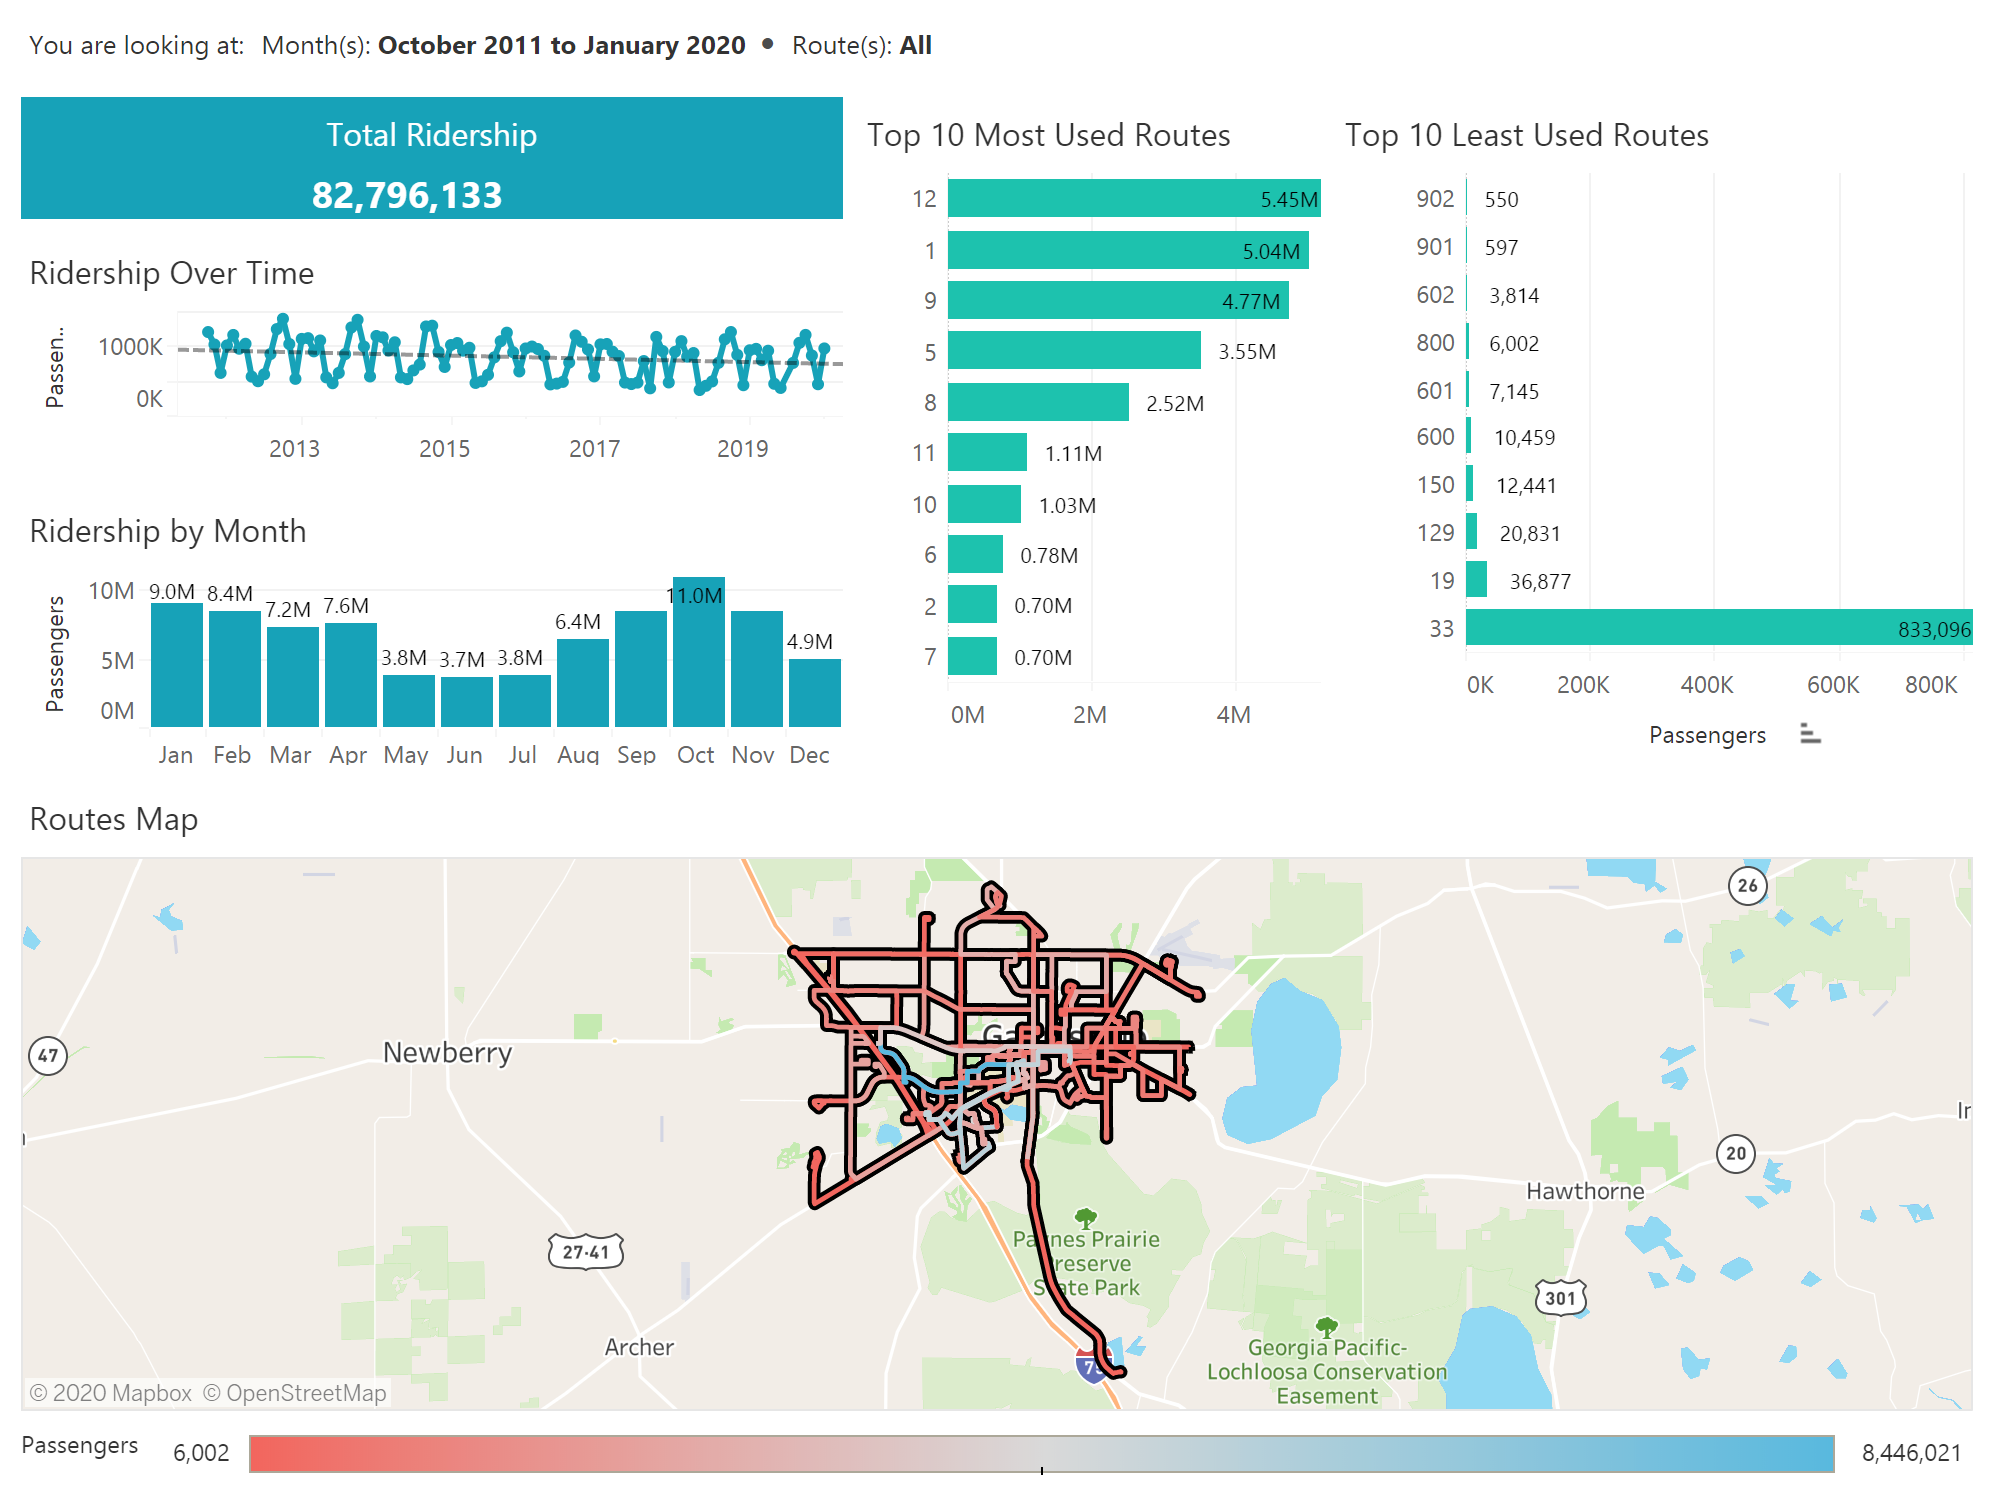 You are looking at: Month(s): October 2011 to January 2020 • Route(s): All
Total Ridership
82,796,133
Ridership Over Time
Passen..
1000K
0K
2013 2015 2017 2019
Ridership by Month
Passengers
10M
5M
0M
9.0M 8.4M 7.2M 7.6M 3.8M 3.7M 3.8M 6.4M 11.0M 4.9M
Jan Feb Mar Apr May Jun Jul Aug Sep Oct Nov Dec
Top 10 Most Used Routes
12 5.45M
1 5.04M
9 4.77M
5 3.55M
8 2.52M
11 1.11M
10 1.03M
6 0.78M
2 0.70M
7 0.70M
0M 2M 4M
Top 10 Least Used Routes
902 550
901 597
602 3,814
800 6,002
601 7,145
600 10,459
150 12,441
129 20,831
19 36,877
33 833,096
0K 200K 400K 600K 800K
Passengers
Routes Map
26
47
Newberry
20
Hawthorne
27·41
Prairie
State Park
301
Archer
75
Georgia Pacific-
Lochloosa Conservation
Easement
© 2020 Mapbox © OpenStreetMap
Passengers 6,002 8,446,021